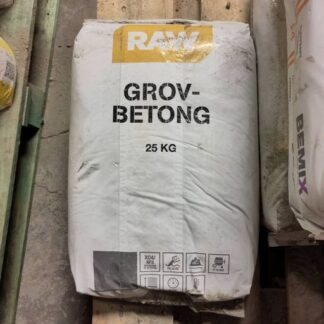 RAW
GROV-
BETONG
25 KG
BEMIX